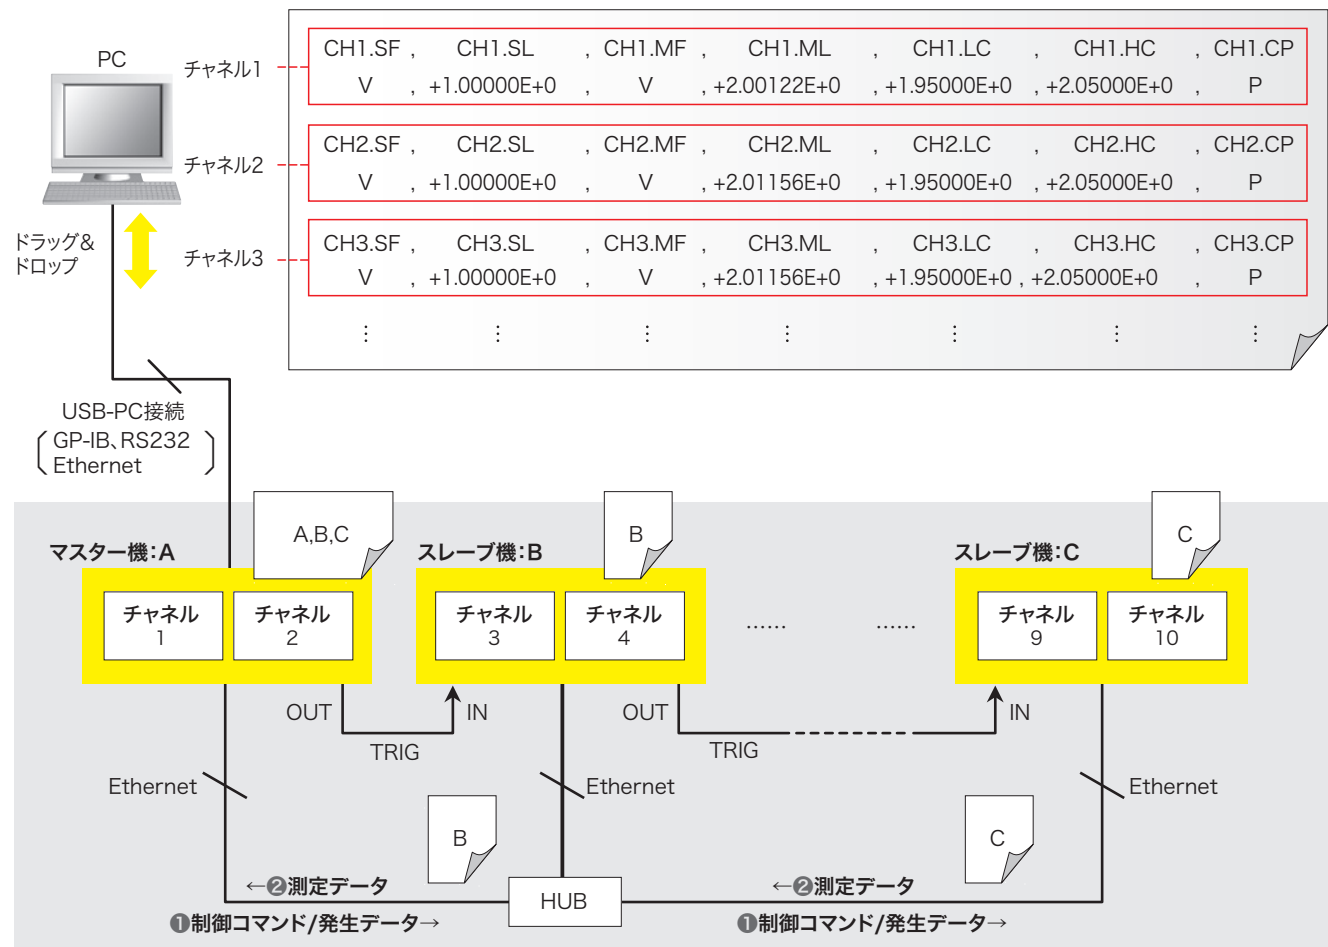 PC
チャネル1
CH1.SF , CH1.SL , CH1.MF , CH1.ML , CH1.LC , CH1.HC , CH1.CP
V , +1.00000E+0 , V , +2.00122E+0 , +1.95000E+0 , +2.05000E+0 , P
チャネル2
CH2.SF , CH2.SL , CH2.MF , CH2.ML , CH2.LC , CH2.HC , CH2.CP
V , +1.00000E+0 , V , +2.01156E+0 , +1.95000E+0 , +2.05000E+0 , P
ドラッグ&
ドロップ
チャネル3
CH3.SF , CH3.SL , CH3.MF , CH3.ML , CH3.LC , CH3.HC , CH3.CP
V , +1.00000E+0 , V , +2.01156E+0 , +1.95000E+0 , +2.05000E+0 , P
⋮ ⋮ ⋮ ⋮ ⋮ ⋮ ⋮
USB-PC接続
GP-IB、RS232
Ethernet
A,B,C
B
C
マスター機：A
スレーブ機：B
スレーブ機：C
チャネル
1
チャネル
2
チャネル
3
チャネル
4
…… ……
チャネル
9
チャネル
10
OUT
IN
OUT
IN
TRIG
TRIG
Ethernet
Ethernet
Ethernet
B
C
←❷測定データ
←❷測定データ
HUB
❶制御コマンド/発生データ→
❶制御コマンド/発生データ→